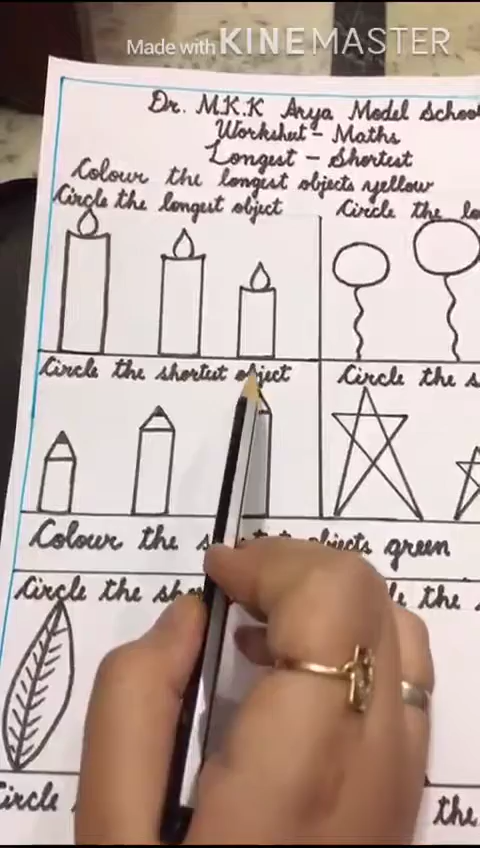 Made with KINEMASTER
Dr. M.K.K Arya Model School
Worksheet - Maths
Longest - Shortest
Colour the longest objects yellow
Circle the longest object
Circle the
Circle the shortest object
Circle the
Colour the objects green
Circle the
the
Circle
the